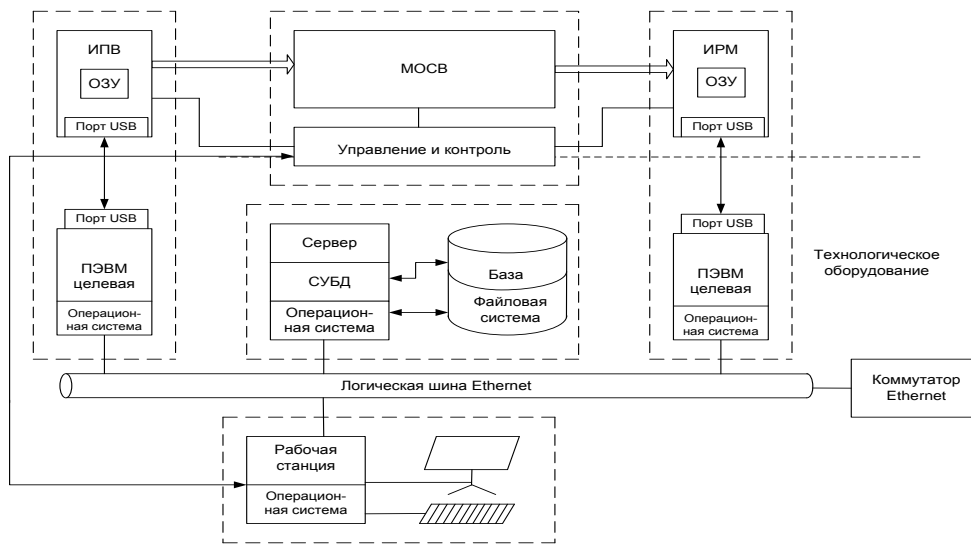 ИПВ
ОЗУ
Порт USB
МОСВ
Управление и контроль
ИРМ
ОЗУ
Порт USB
Порт USB
ПЭВМ
целевая
Операцион-
ная система
Сервер
СУБД
Операцион-
ная система
База
Файловая
система
Порт USB
ПЭВМ
целевая
Операцион-
ная система
Технологическое
оборудование
Логическая шина Ethernet
Коммутатор
Ethernet
Рабочая
станция
Операцион-
ная система